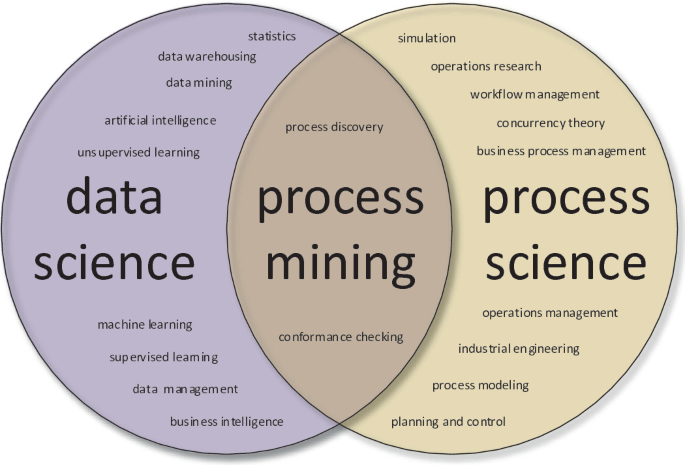 statistics
data warehousing
data mining
artificial intelligence
unsupervised learning
data
science
machine learning
supervised learning
data management
business intelligence
process discovery
process
mining
conformance checking
simulation
operations research
workflow management
concurrency theory
business process management
process
science
operations management
industrial engineering
process modeling
planning and control